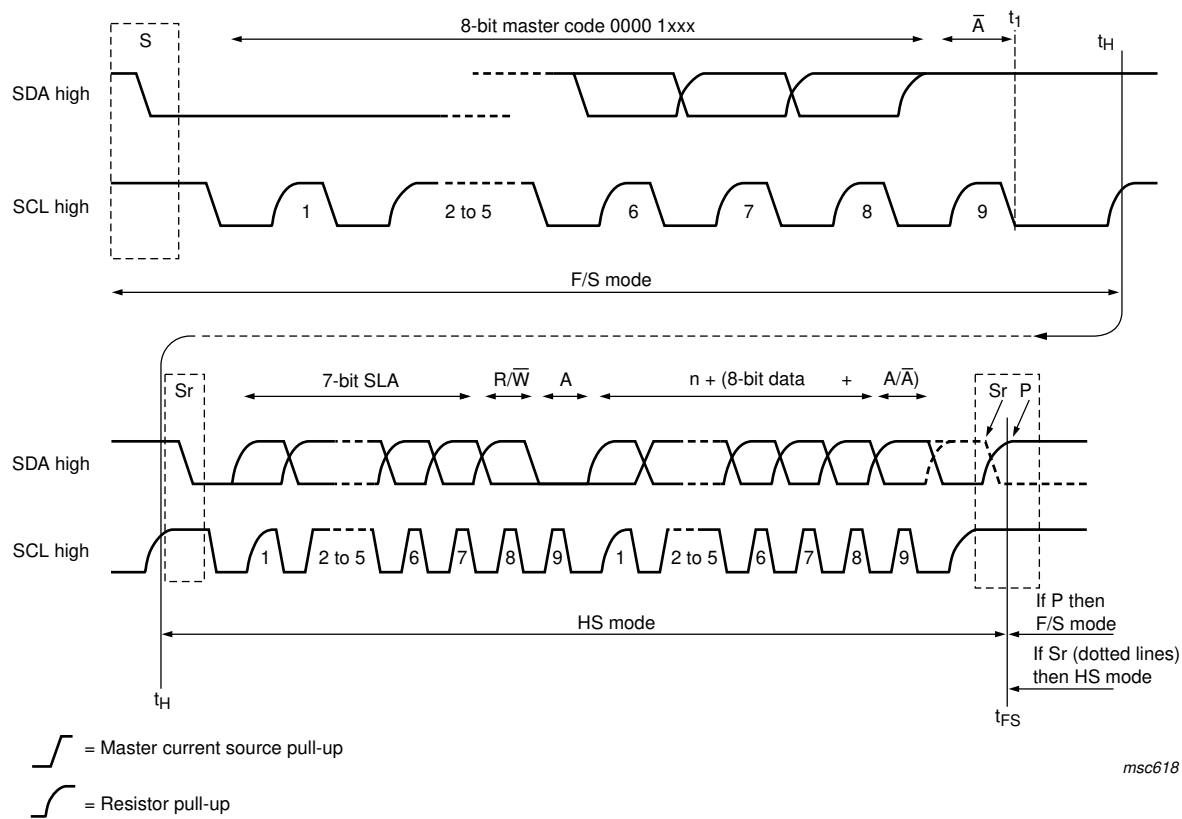 8-bit master code 0000 1xxx
A̅
t1
S
tH
SDA high
SCL high
1
2 to 5
6
7
8
9
F/S mode
7-bit SLA
R/W̅
A
n + (8-bit data + A/A̅)
Sr
Sr P
SDA high
SCL high
1
2 to 5
6
7
8
9
1
2 to 5
6
7
8
9
If P then
F/S mode
HS mode
If Sr (dotted lines)
then HS mode
tH
tFS
= Master current source pull-up
msc618
= Resistor pull-up